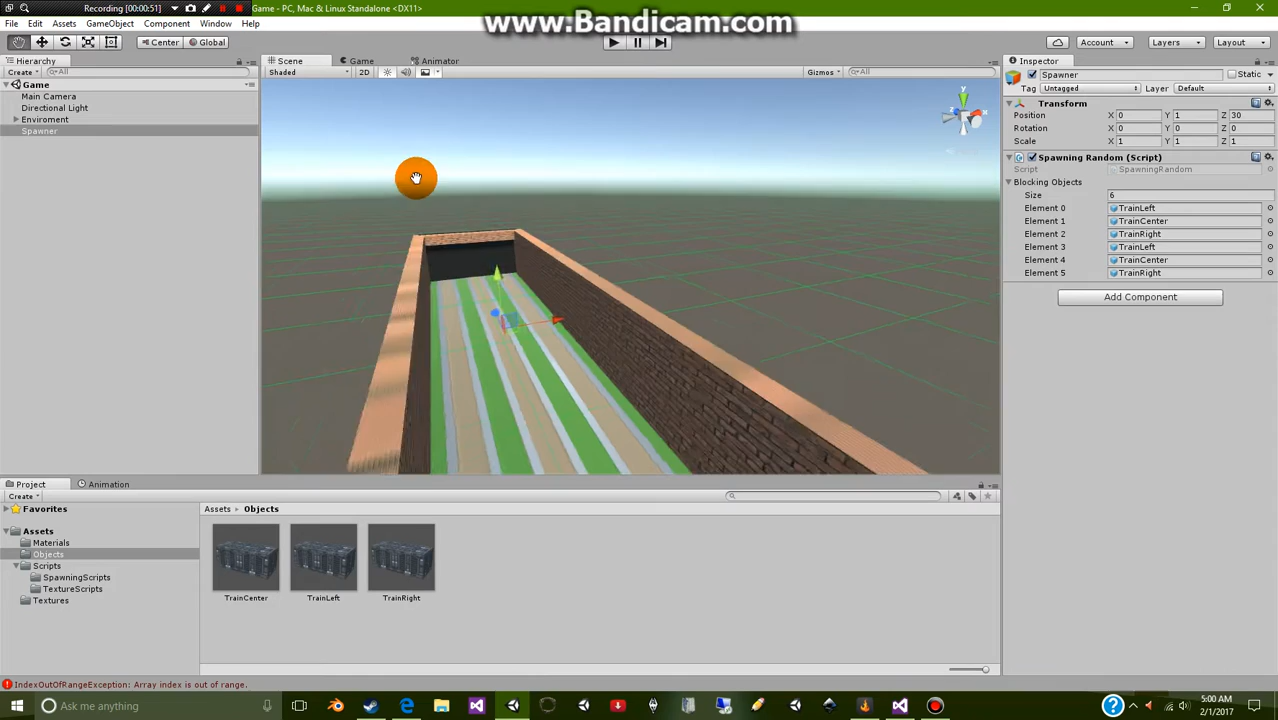 Recording [00:00:51]
Game - PC, Mac & Linux Standalone <DX11>
www.Bandicam.com
File Edit Assets GameObject Component Window Help
Center Global
Account Layers Layout
Hierarchy
Create All
Game
Main Camera
Directional Light
Enviroment
Spawner
Scene Game Animator
Shaded 2D Gizmos All
y
Inspector
Spawner Static
Tag Untagged Layer Default
Transform
Position X 0 Y 1 Z 30
Rotation X 0 Y 0 Z 0
Scale X 1 Y 1 Z 1
Spawning Random (Script)
Script SpawningRandom
Blocking Objects
Size 6
Element 0 TrainLeft
Element 1 TrainCenter
Element 2 TrainRight
Element 3 TrainLeft
Element 4 TrainCenter
Element 5 TrainRight
Add Component
Project Animation
Create
Favorites
Assets
Materials
Objects
Scripts
SpawningScripts
TextureScripts
Textures
Assets Objects
TrainCenter TrainLeft TrainRight
IndexOutOfRangeException: Array index is out of range.
Ask me anything
5:00 AM
2/1/2017